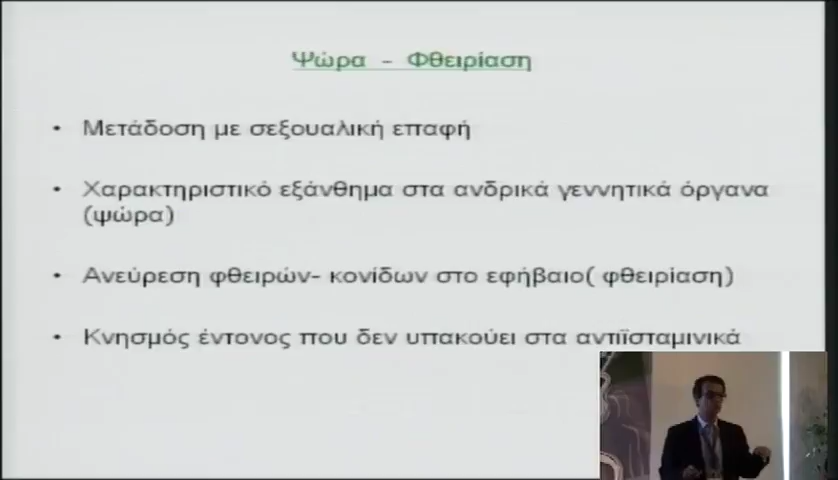 Ψώρα - Φθειρίαση
• Μετάδοση με σεξουαλική επαφή
• Χαρακτηριστικό εξάνθημα στα ανδρικά γεννητικά όργανα
(ψώρα)
• Ανεύρεση φθειρών- κονίδων στο εφήβαιο( φθειρίαση)
• Κνησμός έντονος που δεν υπακούει στα αντιϊσταμινικά